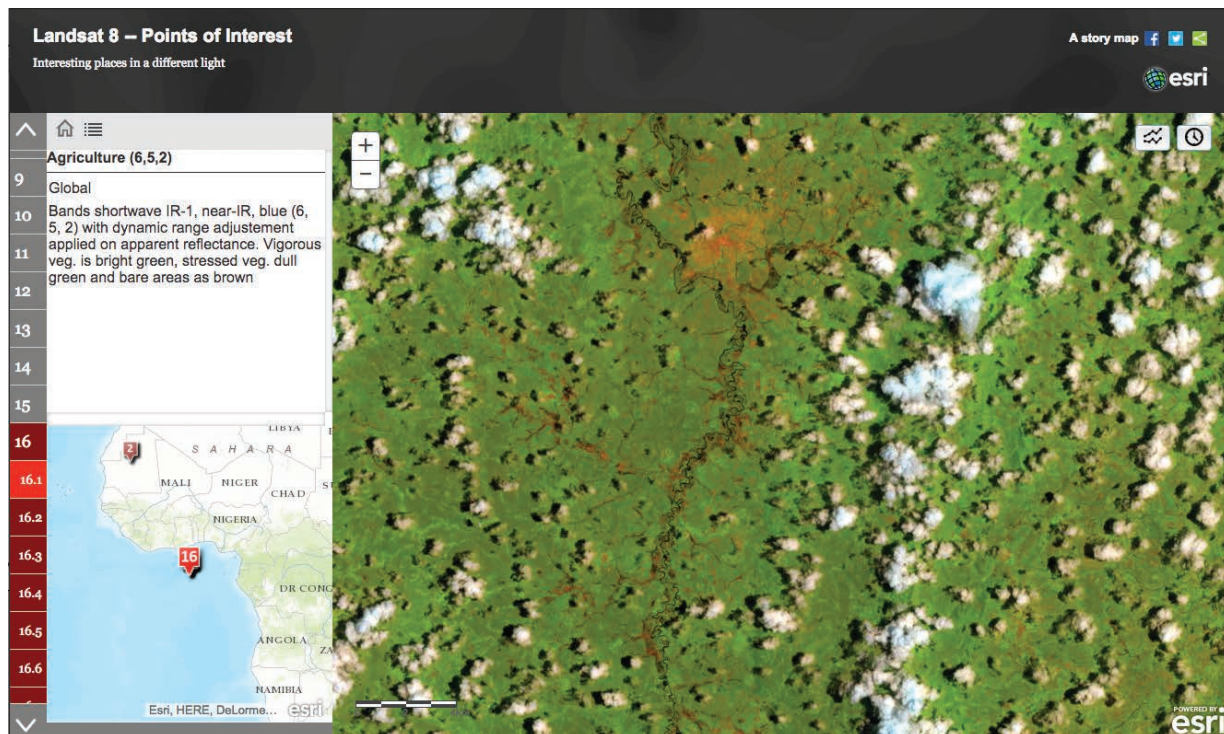 Landsat 8 – Points of Interest
Interesting places in a different light
A story map
esri
Agriculture (6,5,2)
Global
Bands shortwave IR-1, near-IR, blue (6,
5, 2) with dynamic range adjustement
applied on apparent reflectance. Vigorous
veg. is bright green, stressed veg. dull
green and bare areas as brown
9
10
11
12
13
14
15
16
16.1
16.2
16.3
16.4
16.5
16.6
LIBYA
2
SAHARA
MALI
NIGER
CHAD
NIGERIA
16
DR CONG
ANGOLA
ZA
NAMIBIA
Esri, HERE, DeLorme...
esri
+
−
POWERED BY
esri